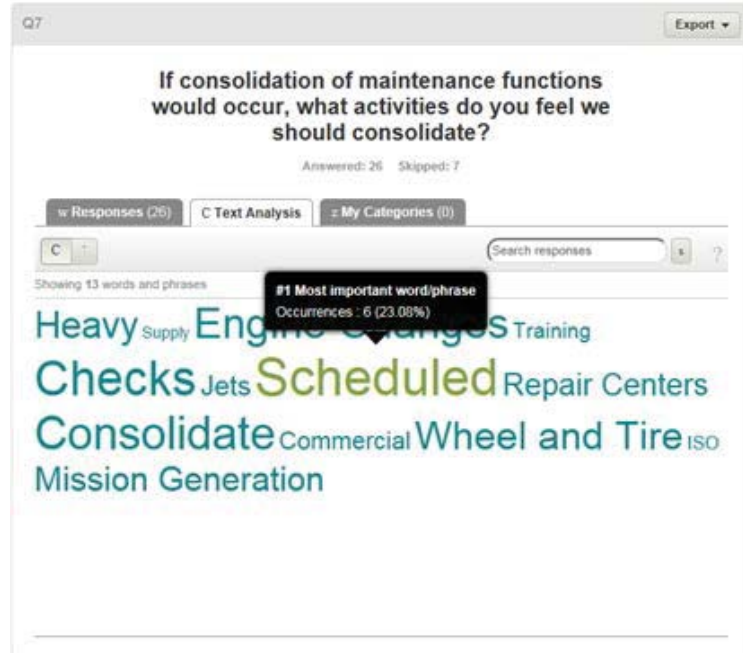 Q7
Export
If consolidation of maintenance functions
would occur, what activities do you feel we
should consolidate?
Answered: 26 Skipped: 7
w Responses (26) C Text Analysis z My Categories (0)
C Search responses s ?
Showing 13 words and phrases
#1 Most important word/phrase
Occurrences : 6 (23.08%)
Heavy Supply Engine Changes Training
Checks Jets Scheduled Repair Centers
Consolidate Commercial Wheel and Tire ISO
Mission Generation